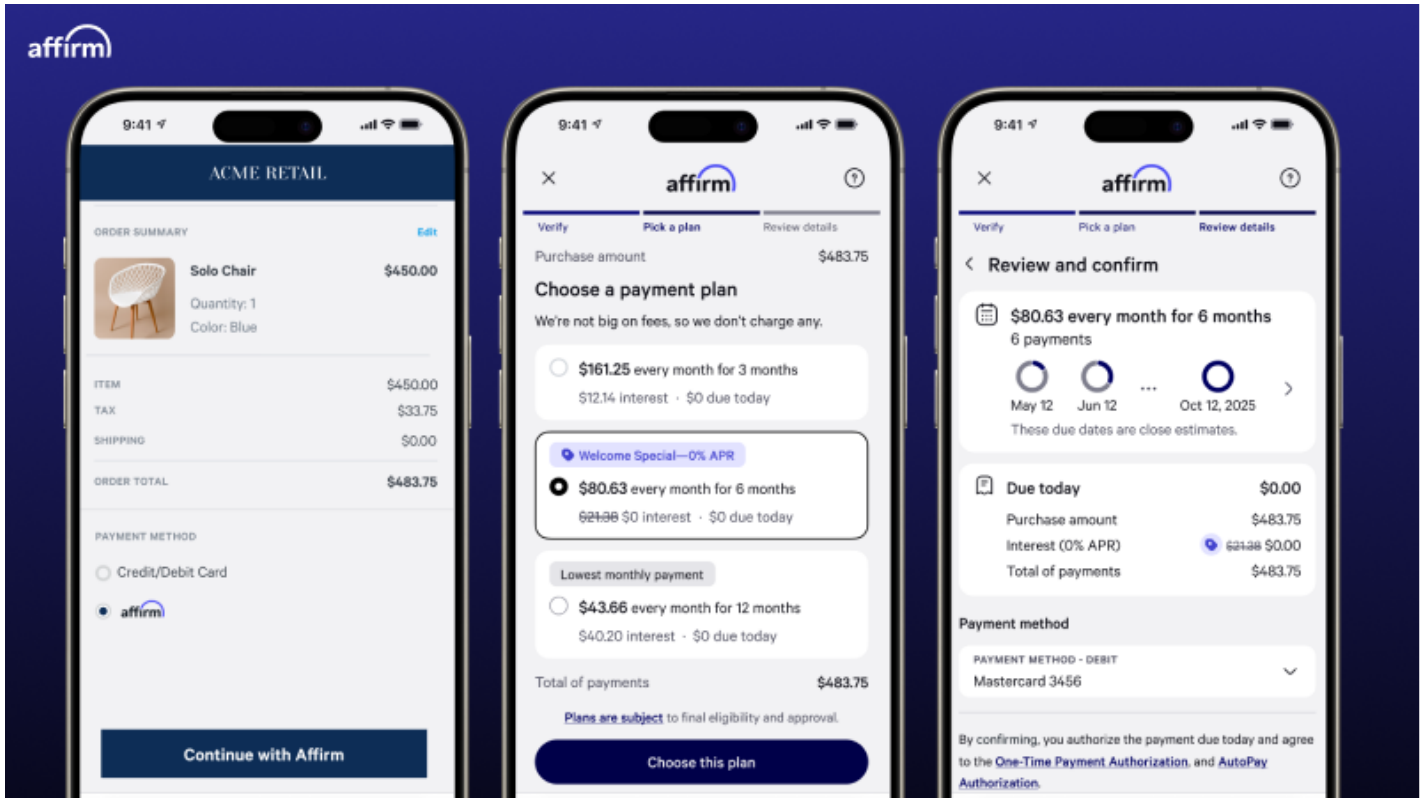 affirm
9:41
ACME RETAIL
ORDER SUMMARY Edit
Solo Chair $450.00
Quantity: 1
Color: Blue
ITEM $450.00
TAX $33.75
SHIPPING $0.00
ORDER TOTAL $483.75
PAYMENT METHOD
Credit/Debit Card
affirm
Continue with Affirm
9:41
affirm
Verify Pick a plan Review details
Purchase amount $483.75
Choose a payment plan
We're not big on fees, so we don't charge any.
$161.25 every month for 3 months
$12.14 interest · $0 due today
Welcome Special—0% APR
$80.63 every month for 6 months
$21.38 $0 interest · $0 due today
Lowest monthly payment
$43.66 every month for 12 months
$40.20 interest · $0 due today
Total of payments $483.75
Plans are subject to final eligibility and approval.
Choose this plan
9:41
affirm
Verify Pick a plan Review details
Review and confirm
$80.63 every month for 6 months
6 payments
...
May 12 Jun 12 Oct 12, 2025
These due dates are close estimates.
Due today $0.00
Purchase amount $483.75
Interest (0% APR) $21.38 $0.00
Total of payments $483.75
Payment method
PAYMENT METHOD - DEBIT
Mastercard 3456
By confirming, you authorize the payment due today and agree
to the One-Time Payment Authorization, and AutoPay
Authorization.